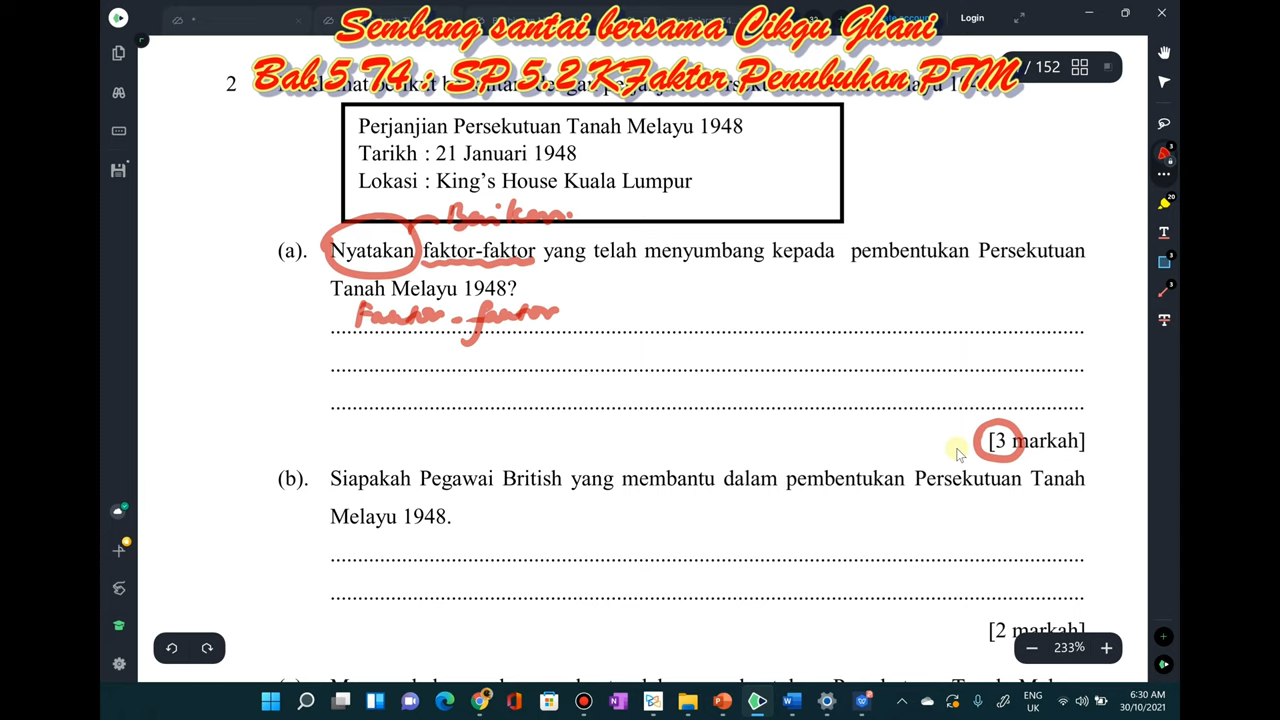 Login
Sembang santai bersama Cikgu Ghani
Bab 5 T4 : SP 5.2 KFaktor Penubuhan PTM
/ 152
2
Perjanjian Persekutuan Tanah Melayu 1948
Tarikh : 21 Januari 1948
Lokasi : King's House Kuala Lumpur
Berikan.
(a). Nyatakan faktor-faktor yang telah menyumbang kepada pembentukan Persekutuan
Tanah Melayu 1948?
Faktor - faktor
[3 markah]
(b). Siapakah Pegawai British yang membantu dalam pembentukan Persekutuan Tanah
Melayu 1948.
[2 markah]
233%
ENG
UK
6:30 AM
30/10/2021